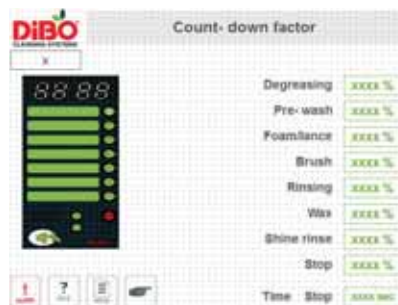 DiBO
CLEANING SYSTEMS
Count- down factor
x
88 88
Degreasing xxxx %
Pre- wash xxxx %
Foam/lance xxxx %
Brush xxxx %
Rinsing xxxx %
Wax xxxx %
Shine rinse xxxx %
Stop xxxx %
! ?
Time Stop xxxx sec